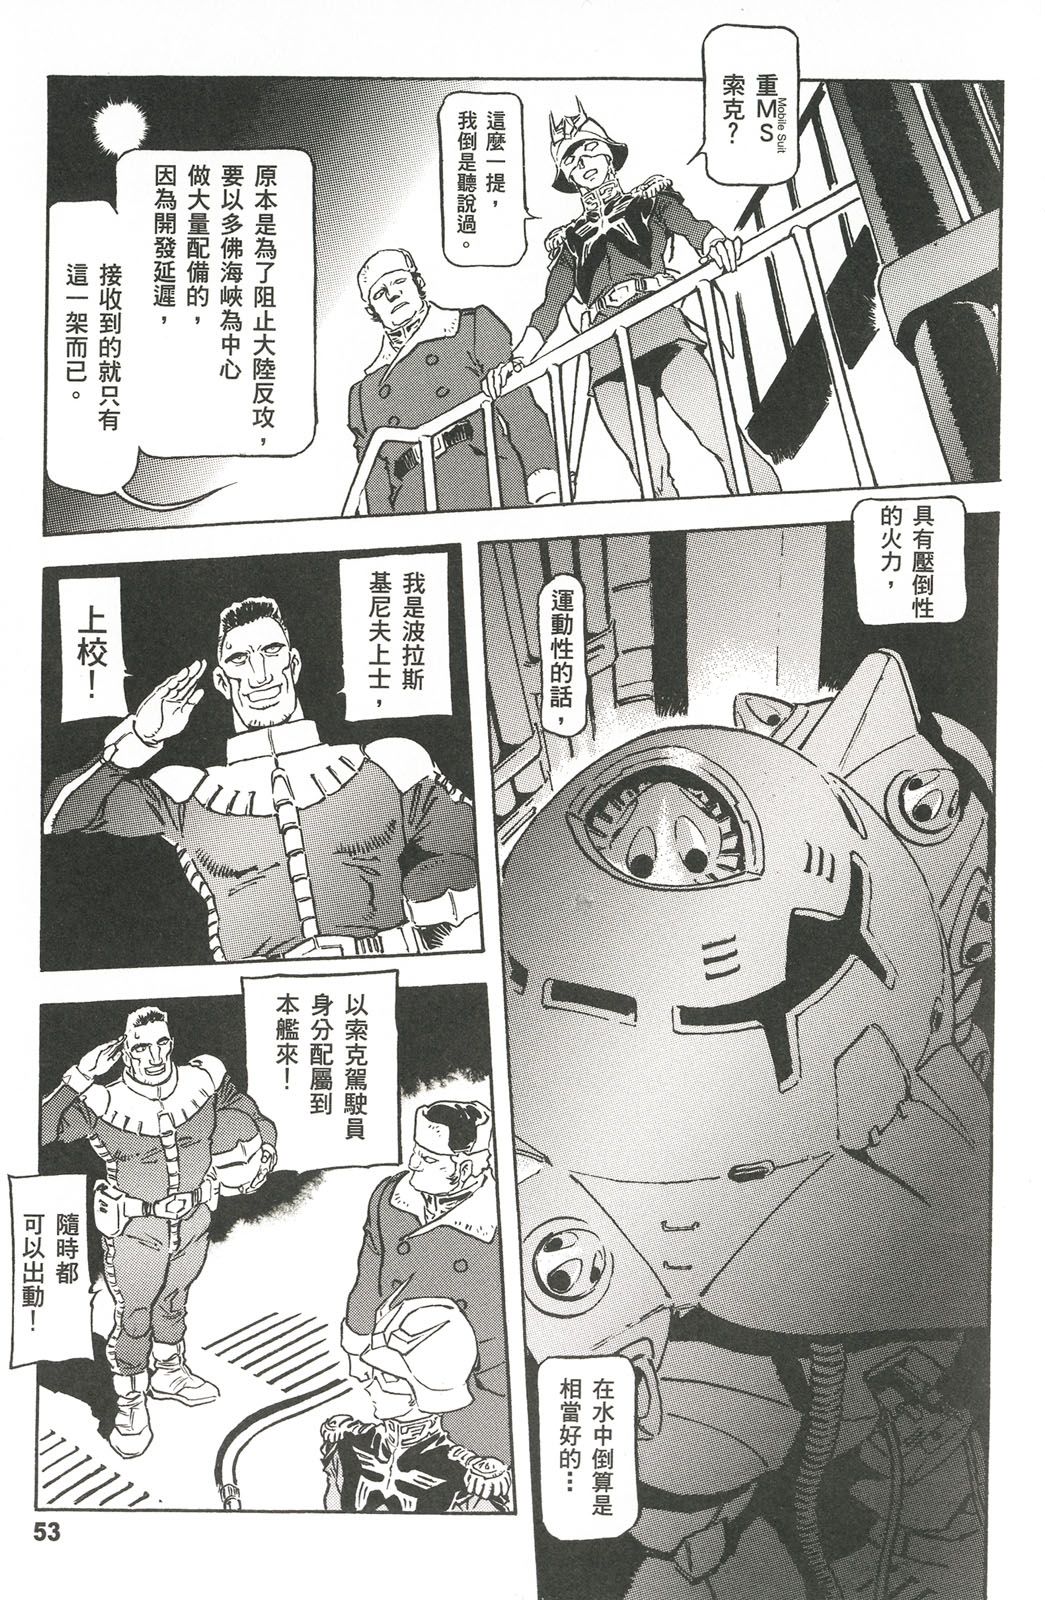 重MS
Mobile Suit
索克？
這麼一提，
我倒是聽說過。
原本是為了阻止大陸反攻，
要以多佛海峽為中心
做大量配備的，
因為開發延遲，
接收到的就只有
這一架而已。
具有壓倒性
的火力，
運動性的話，
在水中倒算是
相當好的…
我是波拉斯
基尼夫上士，
上校！
以索克駕駛員
身分配屬到
本艦來！
隨時都
可以出動！
53